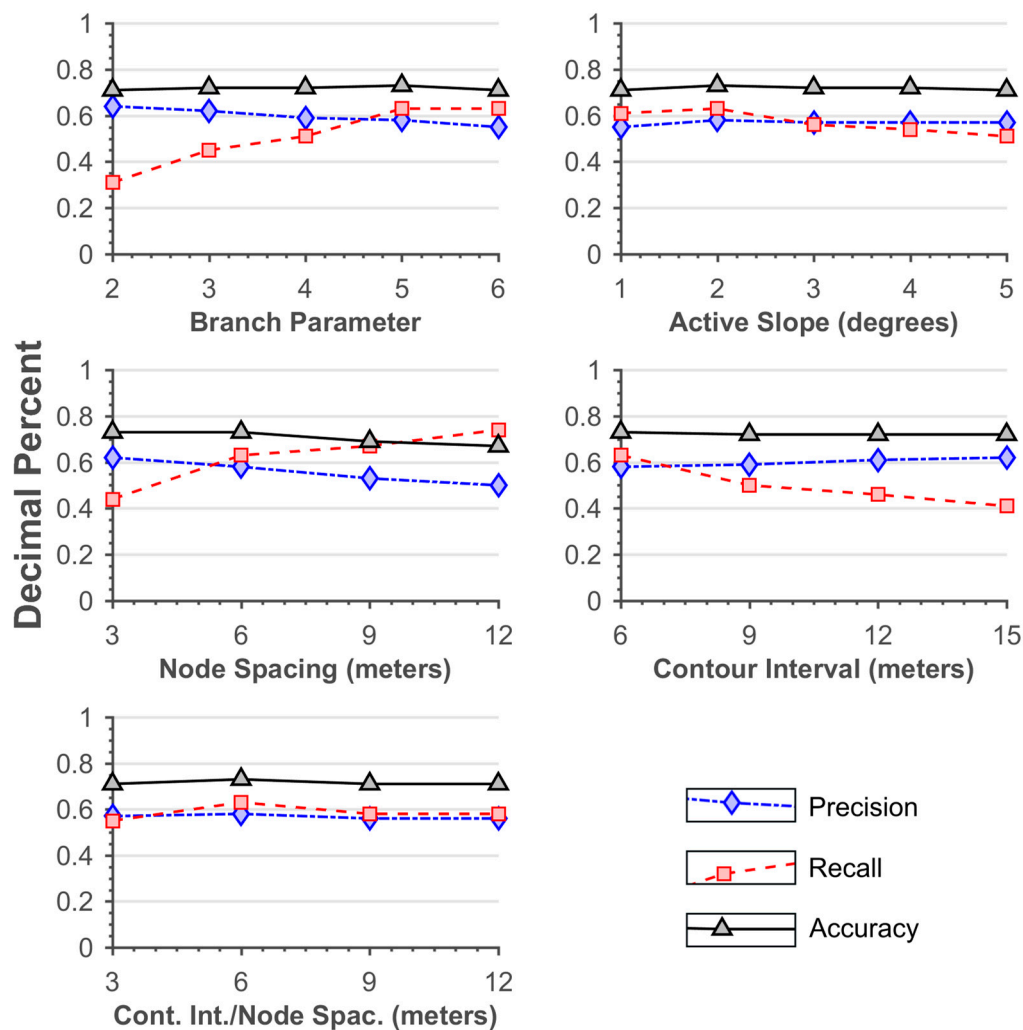 Decimal Percent
1
0.8
0.6
0.4
0.2
0
2 3 4 5 6
Branch Parameter
1
0.8
0.6
0.4
0.2
0
1 2 3 4 5
Active Slope (degrees)
1
0.8
0.6
0.4
0.2
0
3 6 9 12
Node Spacing (meters)
1
0.8
0.6
0.4
0.2
0
6 9 12 15
Contour Interval (meters)
1
0.8
0.6
0.4
0.2
0
3 6 9 12
Cont. Int./Node Spac. (meters)
Precision
Recall
Accuracy